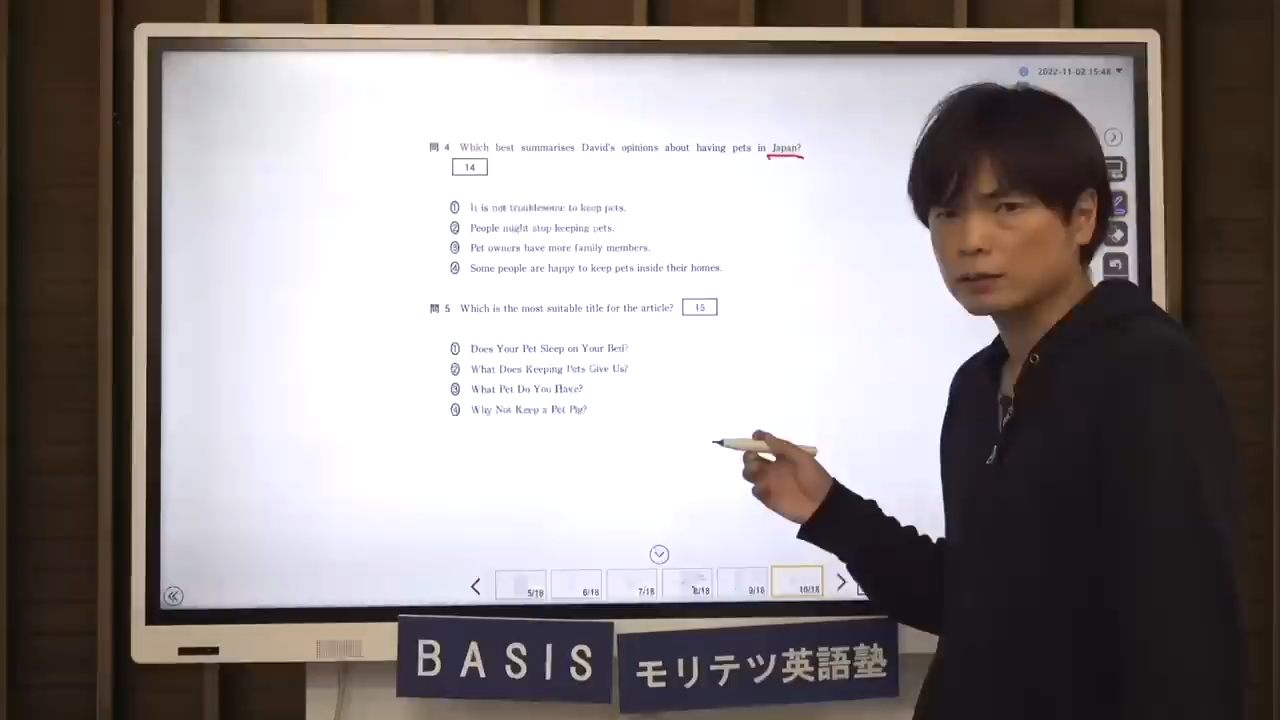 2022-11-02 15:48
問 4 Which best summarises David's opinions about having pets in Japan?
14
① It is not troublesome to keep pets.
② People might stop keeping pets.
③ Pet owners have more family members.
④ Some people are happy to keep pets inside their homes.
問 5 Which is the most suitable title for the article? 15
① Does Your Pet Sleep on Your Bed?
② What Does Keeping Pets Give Us?
③ What Pet Do You Have?
④ Why Not Keep a Pet Pig?
5/18 6/18 7/18 8/18 9/18 10/18
BASIS モリテツ英語塾